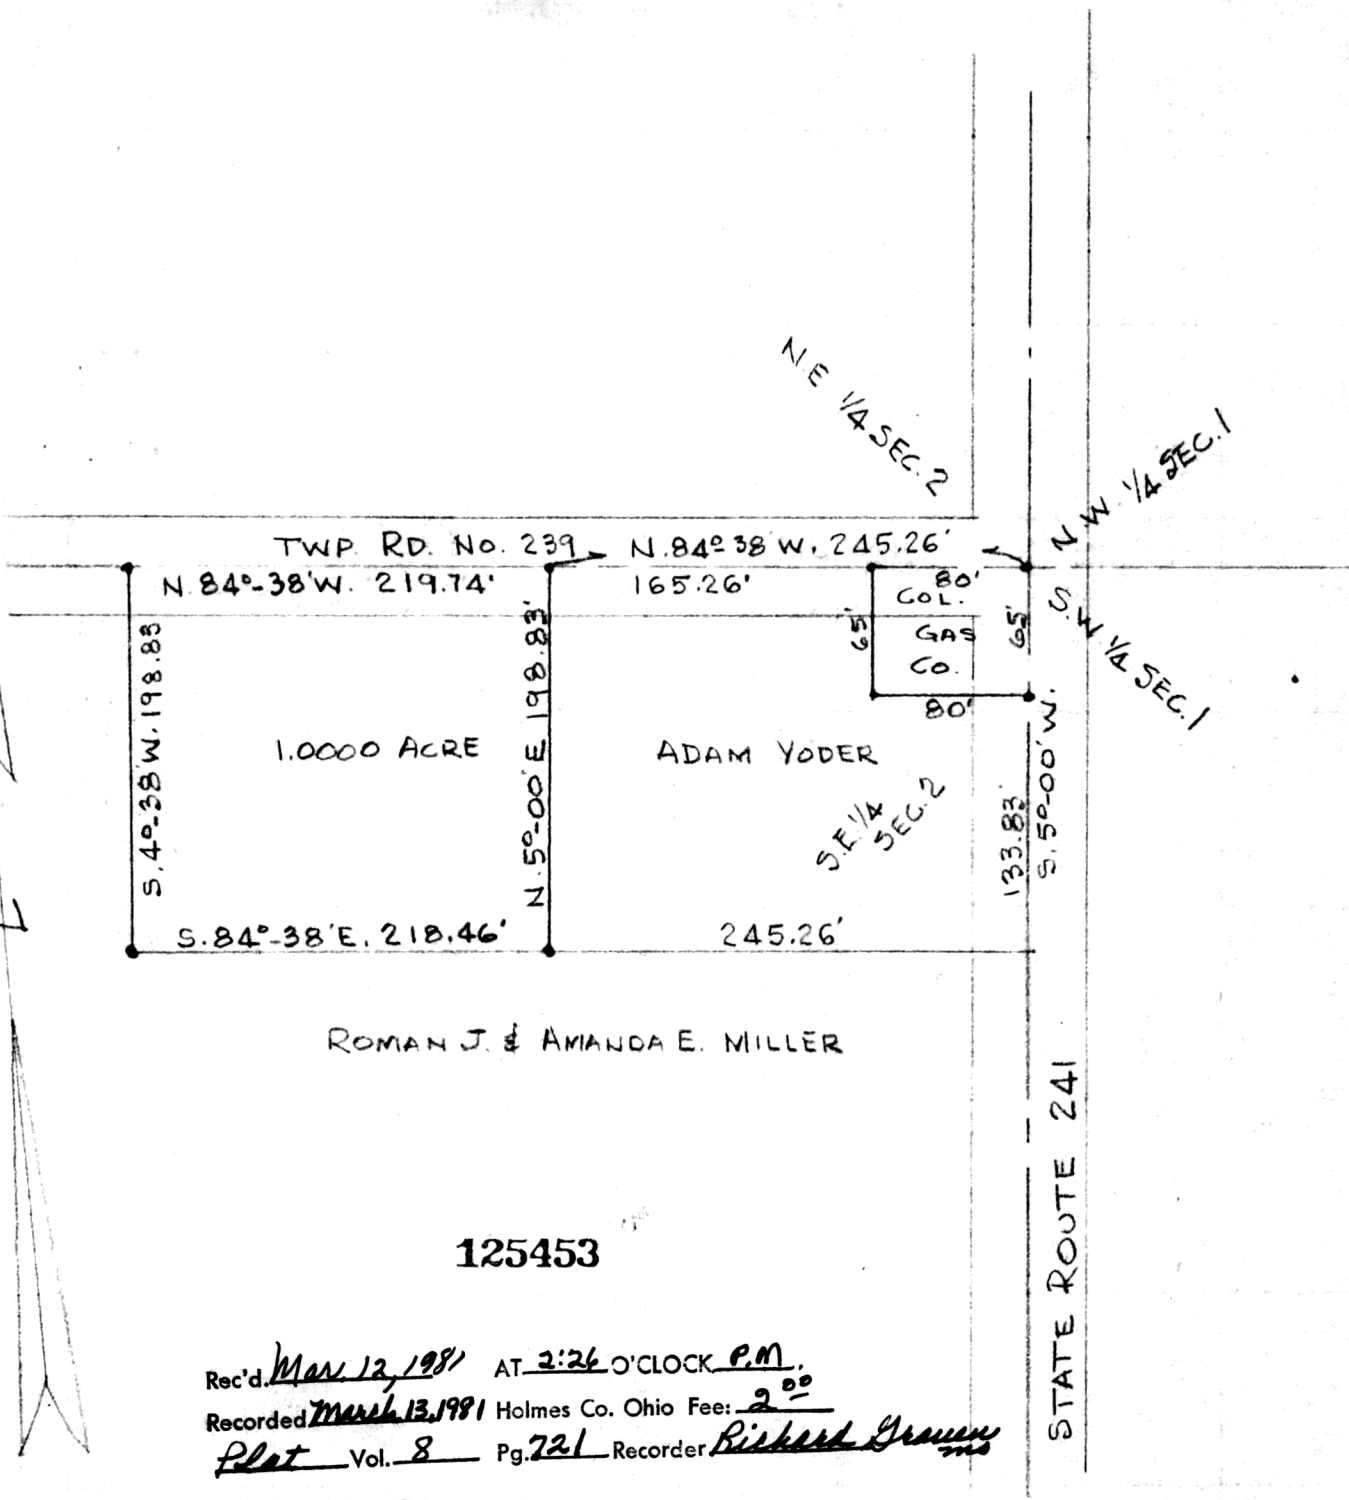 N.E 1/4 SEC. 2
N.W. 1/4 SEC. 1
TWP. RD. No. 239
N. 84° 38' W. 245.26'
N. 84°-38' W. 219.74'
165.26'
80'
COL.
GAS
CO.
65'
65'
80'
S.W. 1/4 SEC. 1
S. 4°-38' W. 198.83
1.0000 ACRE
N. 5°-00' E 198.83'
ADAM YODER
S.E. 1/4
SEC. 2
133.83'
S. 5°-00' W.
S. 84°-38' E. 218.46'
245.26'
ROMAN J. & AMANDA E. MILLER
STATE ROUTE 241
125453
Rec'd. Mar. 12, 1981 AT 2:26 O'CLOCK P.M.
Recorded March 13, 1981 Holmes Co. Ohio Fee: 2 00
Plat Vol. 8 Pg. 721 Recorder Richard Graven